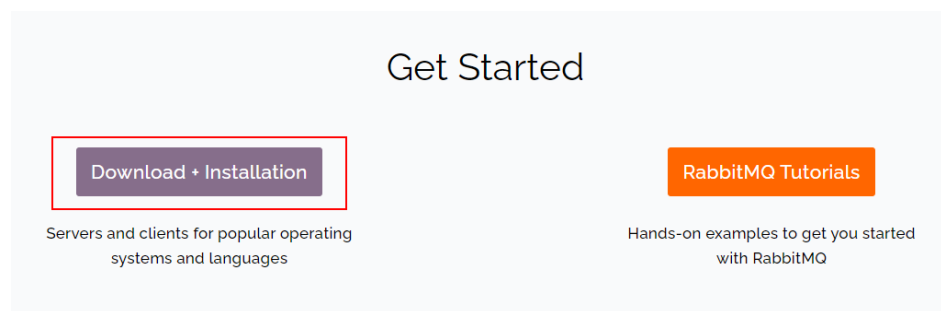 Get Started
Download + Installation
RabbitMQ Tutorials
Servers and clients for popular operating
systems and languages
Hands-on examples to get you started
with RabbitMQ